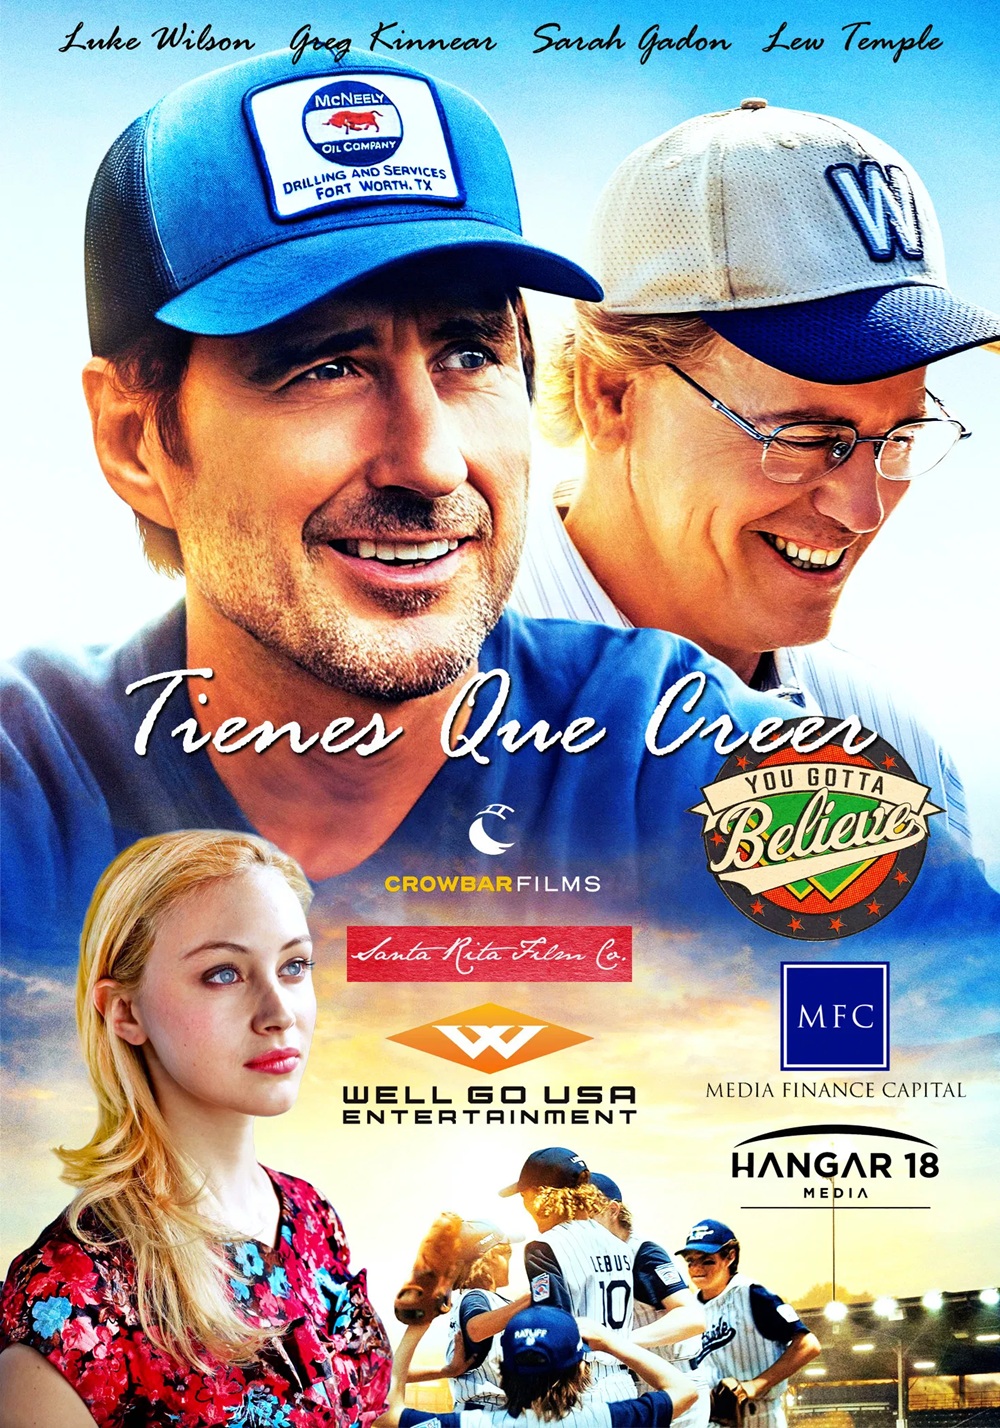 Luke Wilson Greg Kinnear Sarah Gadon Lew Temple
McNEELY
OIL COMPANY
DRILLING AND SERVICES
FORT WORTH, TX
W
Tienes Que Creer
YOU GOTTA
Believe
CROWBARFILMS
Santa Rita Film Co.
MFC
MEDIA FINANCE CAPITAL
WELL GO USA
ENTERTAINMENT
HANGAR 18
MEDIA
LEBUS
10
RATLIFF